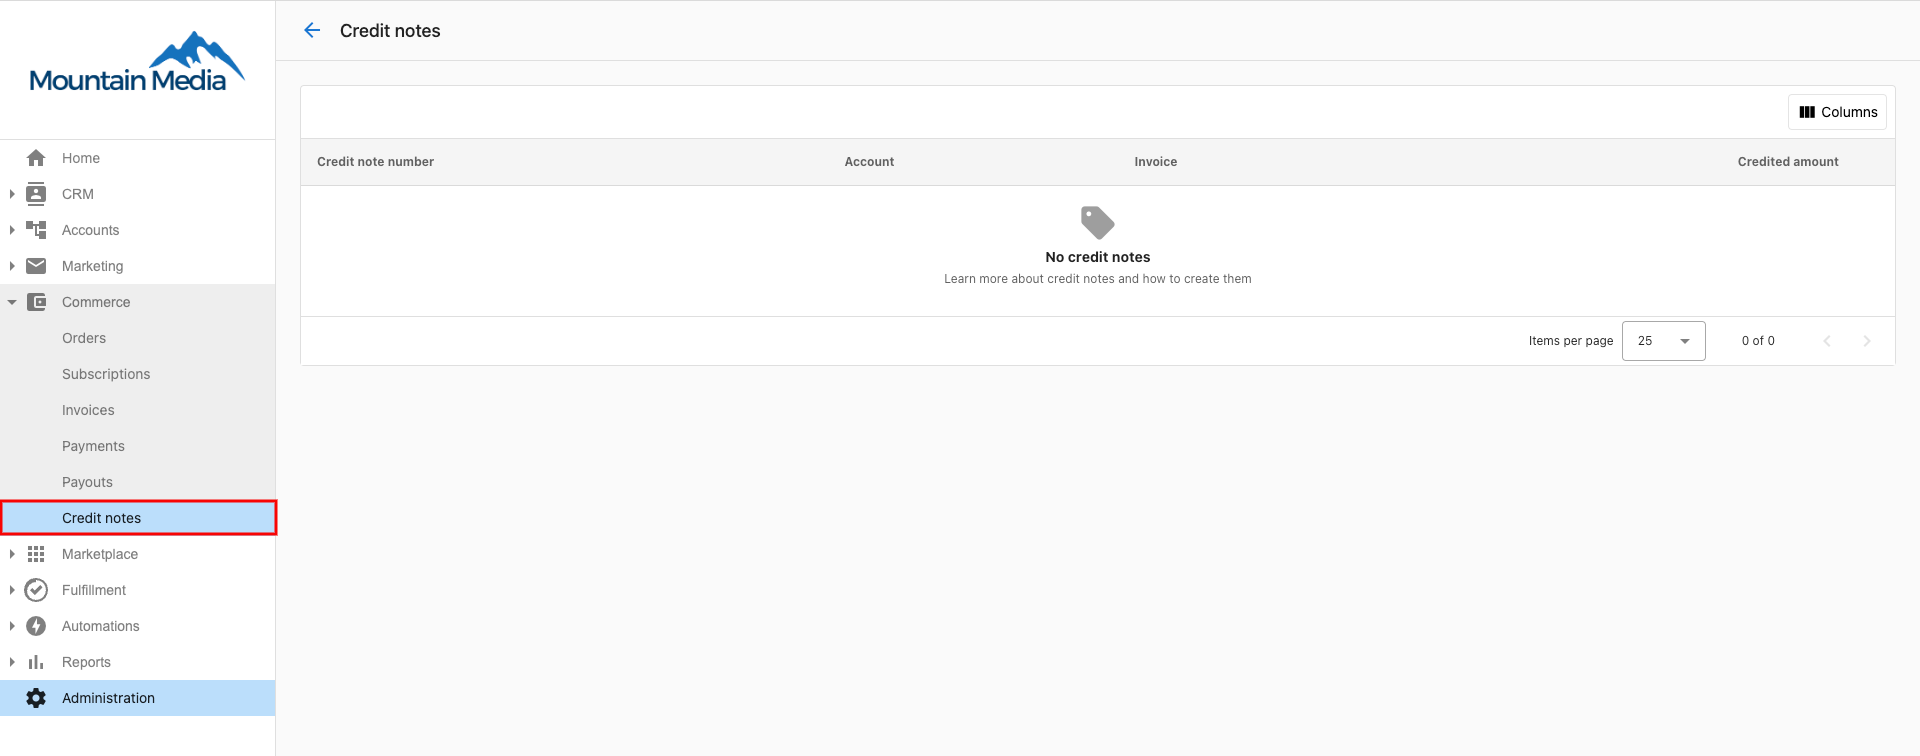 Mountain Media
Home
CRM
Accounts
Marketing
Commerce
Orders
Subscriptions
Invoices
Payments
Payouts
Credit notes
Marketplace
Fulfillment
Automations
Reports
Administration
Credit notes
Columns
Credit note number Account Invoice Credited amount
No credit notes
Learn more about credit notes and how to create them
Items per page 25 0 of 0